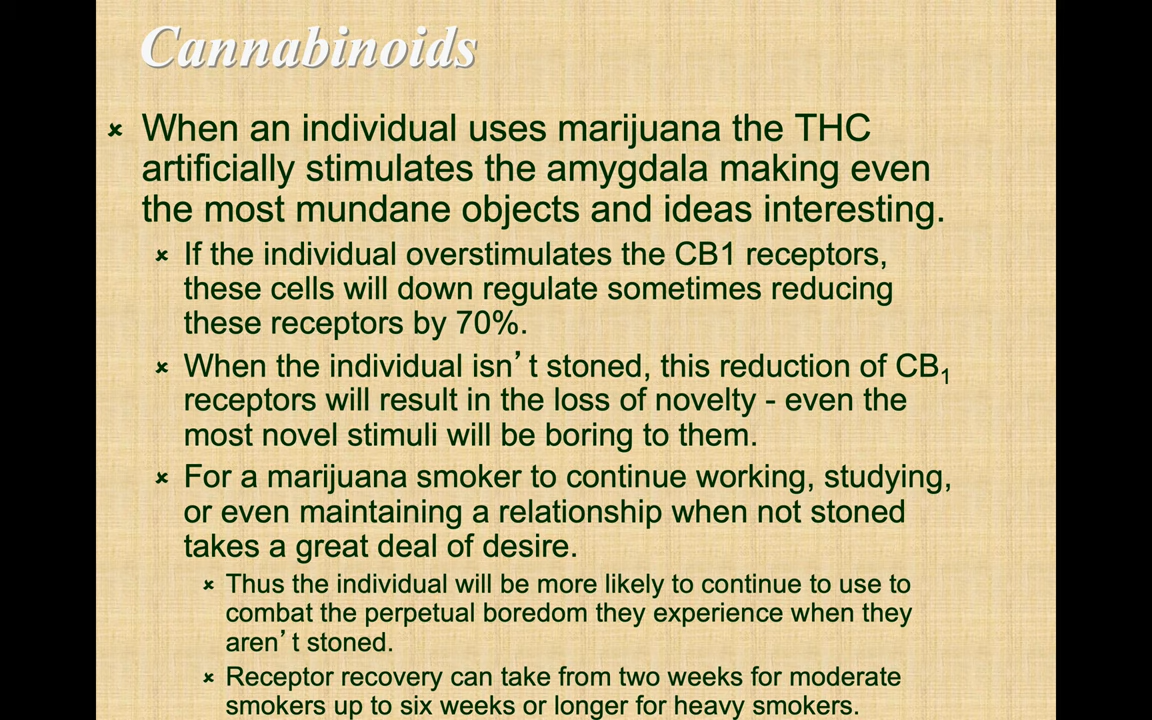 Cannabinoids
When an individual uses marijuana the THC
artificially stimulates the amygdala making even
the most mundane objects and ideas interesting.
If the individual overstimulates the CB1 receptors,
these cells will down regulate sometimes reducing
these receptors by 70%.
When the individual isn’t stoned, this reduction of CB₁
receptors will result in the loss of novelty - even the
most novel stimuli will be boring to them.
For a marijuana smoker to continue working, studying,
or even maintaining a relationship when not stoned
takes a great deal of desire.
Thus the individual will be more likely to continue to use to
combat the perpetual boredom they experience when they
aren’t stoned.
Receptor recovery can take from two weeks for moderate
smokers up to six weeks or longer for heavy smokers.